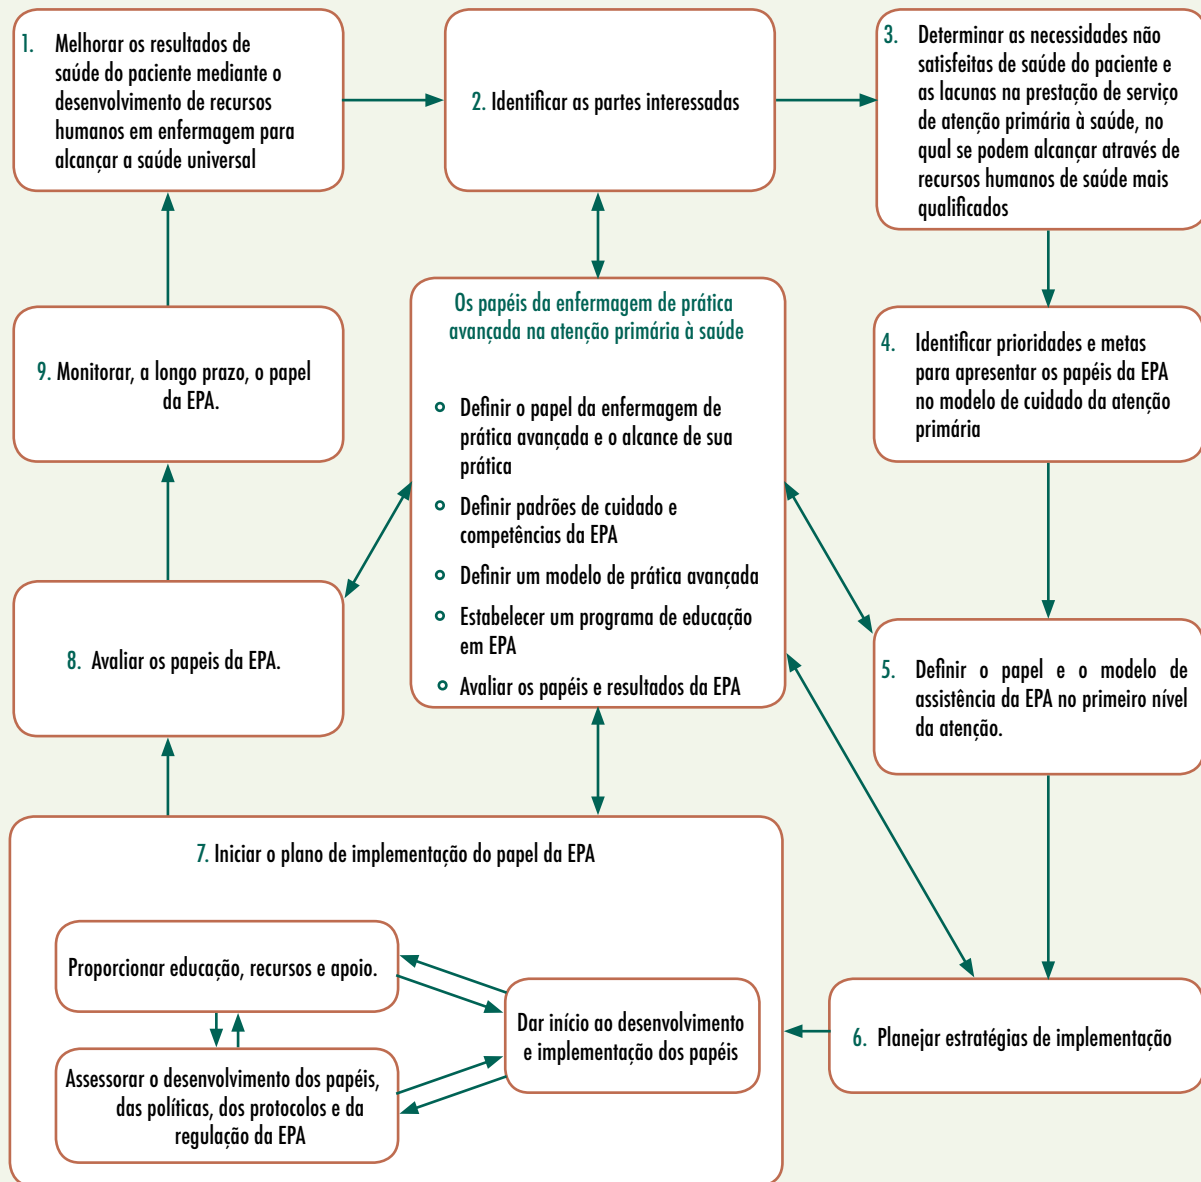 1. Melhorar os resultados de
saúde do paciente mediante o
desenvolvimento de recursos
humanos em enfermagem para
alcançar a saúde universal
2. Identificar as partes interessadas
3. Determinar as necessidades não
satisfeitas de saúde do paciente e
as lacunas na prestação de serviço
de atenção primária à saúde, no
qual se podem alcançar através de
recursos humanos de saúde mais
qualificados
Os papéis da enfermagem de prática
avançada na atenção primária à saúde
Definir o papel da enfermagem de
prática avançada e o alcance de sua
prática
Definir padrões de cuidado e
competências da EPA
Definir um modelo de prática avançada
Estabelecer um programa de educação
em EPA
Avaliar os papéis e resultados da EPA
4. Identificar prioridades e metas
para apresentar os papéis da EPA
no modelo de cuidado da atenção
primária
5. Definir o papel e o modelo de
assistência da EPA no primeiro nível
da atenção.
6. Planejar estratégias de implementação
7. Iniciar o plano de implementação do papel da EPA
Proporcionar educação, recursos e apoio.
Assessorar o desenvolvimento dos papéis,
das políticas, dos protocolos e da
regulação da EPA
Dar início ao desenvolvimento
e implementação dos papéis
8. Avaliar os papeis da EPA.
9. Monitorar, a longo prazo, o papel
da EPA.